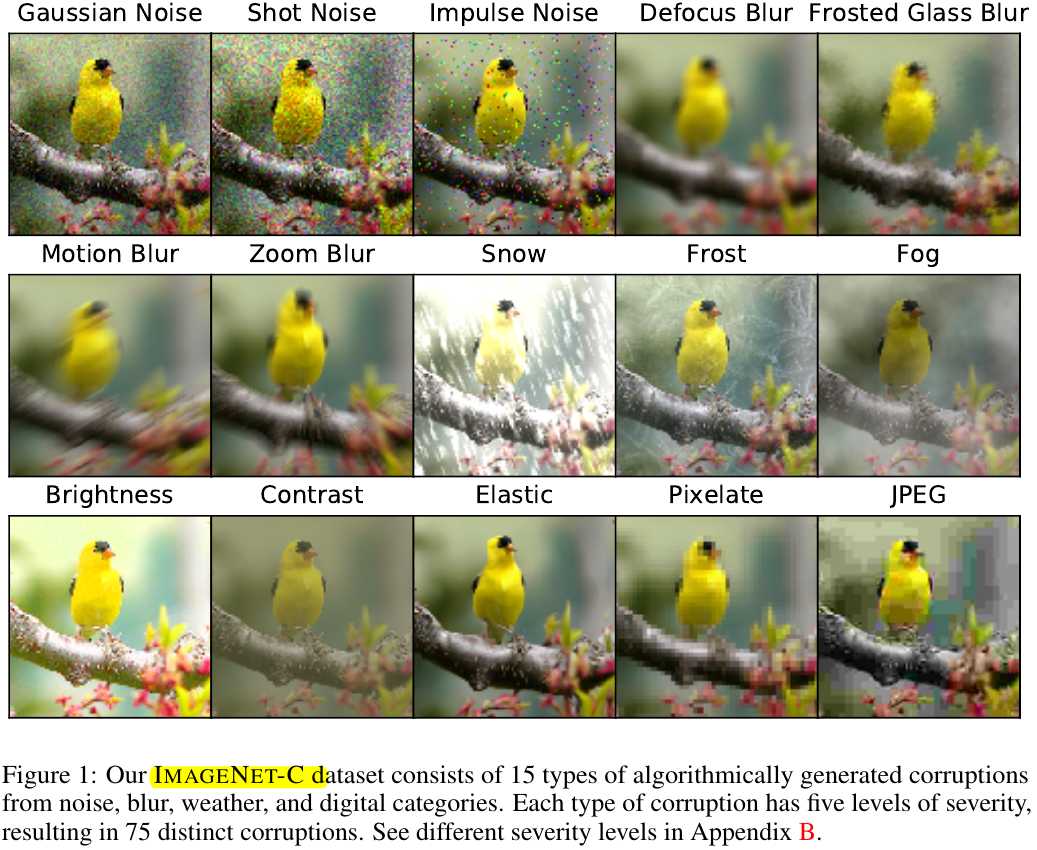 Gaussian Noise Shot Noise Impulse Noise Defocus Blur Frosted Glass Blur
Motion Blur Zoom Blur Snow Frost Fog
Brightness Contrast Elastic Pixelate JPEG
Figure 1: Our IMAGENET-C dataset consists of 15 types of algorithmically generated corruptions
from noise, blur, weather, and digital categories. Each type of corruption has five levels of severity,
resulting in 75 distinct corruptions. See different severity levels in Appendix B.